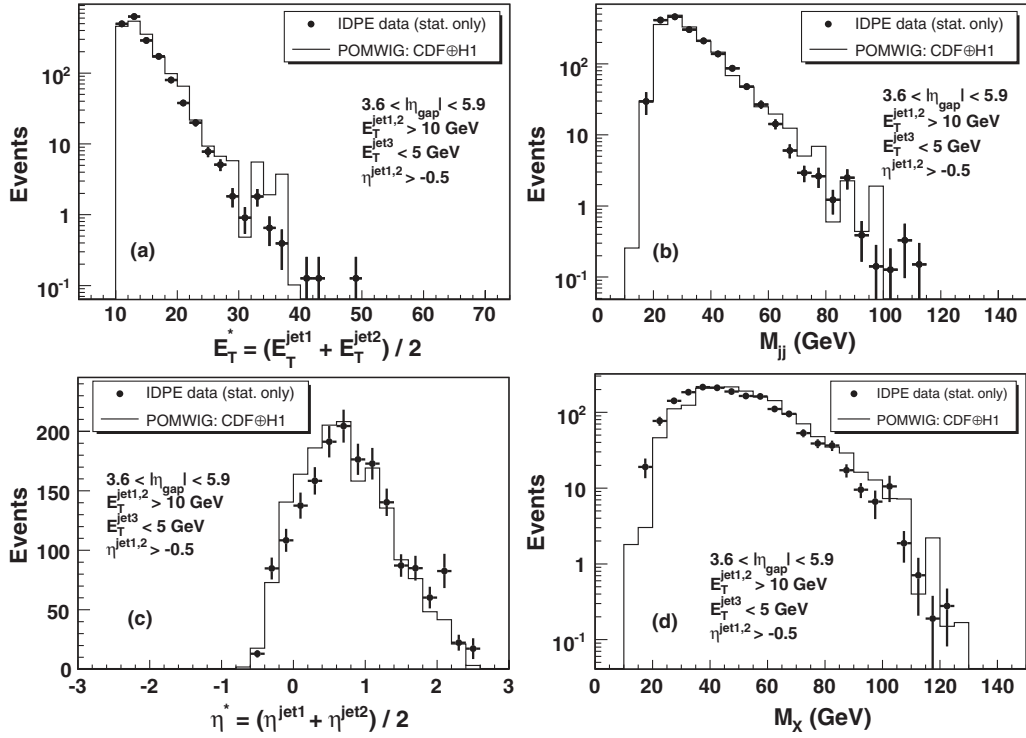 IDPE data (stat. only)
POMWIG: CDF⊕H1
3.6 < |η_gap| < 5.9
E_T^jet1,2 > 10 GeV
E_T^jet3 < 5 GeV
η^jet1,2 > -0.5
(a)
Events
10^2
10
1
10^-1
10 20 30 40 50 60 70
E_T^* = (E_T^jet1 + E_T^jet2) / 2
IDPE data (stat. only)
POMWIG: CDF⊕H1
3.6 < |η_gap| < 5.9
E_T^jet1,2 > 10 GeV
E_T^jet3 < 5 GeV
η^jet1,2 > -0.5
(b)
Events
10^2
10
1
10^-1
0 20 40 60 80 100 120 140
M_jj (GeV)
IDPE data (stat. only)
POMWIG: CDF⊕H1
3.6 < |η_gap| < 5.9
E_T^jet1,2 > 10 GeV
E_T^jet3 < 5 GeV
η^jet1,2 > -0.5
(c)
Events
200
150
100
50
0
-3 -2 -1 0 1 2 3
η^* = (η^jet1 + η^jet2) / 2
IDPE data (stat. only)
POMWIG: CDF⊕H1
3.6 < |η_gap| < 5.9
E_T^jet1,2 > 10 GeV
E_T^jet3 < 5 GeV
η^jet1,2 > -0.5
(d)
Events
10^2
10
1
10^-1
0 20 40 60 80 100 120 140
M_X (GeV)